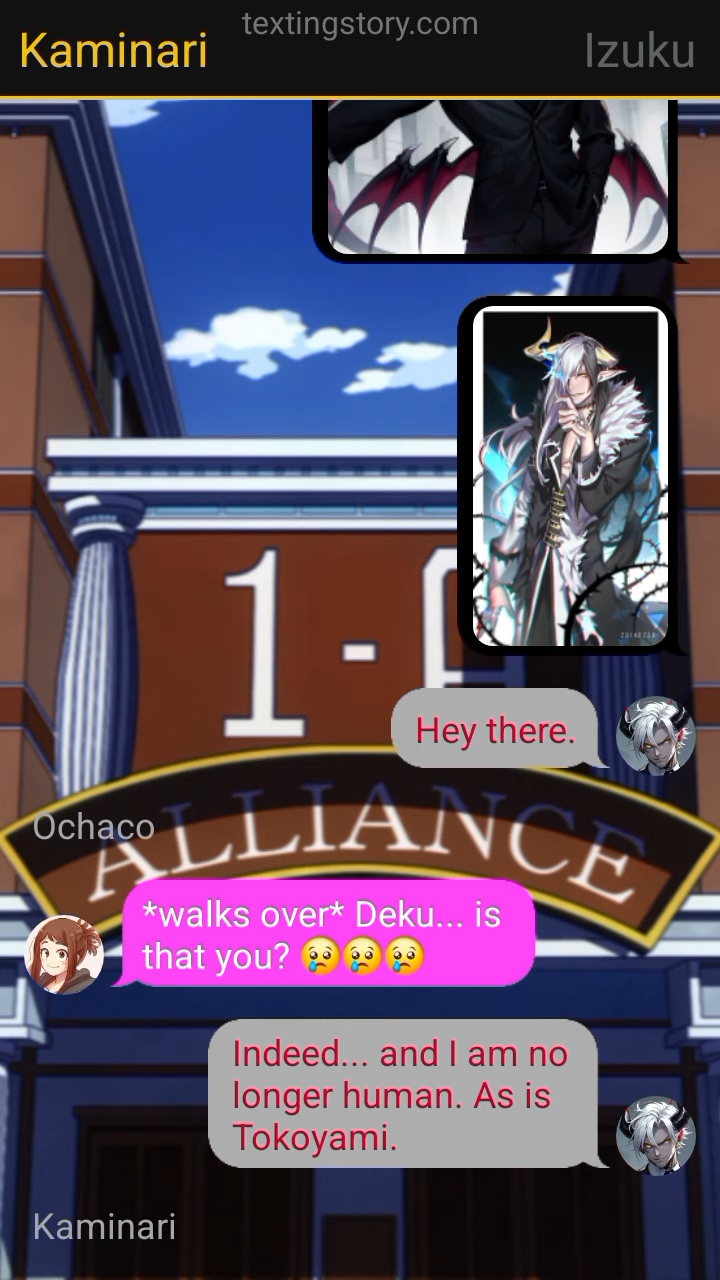 textingstory.com
Kaminari
Izuku
1-A
Hey there.
Ochaco
ALLIANCE
*walks over* Deku... is
that you? 😢😢😢
Indeed... and I am no
longer human. As is
Tokoyami.
Kaminari